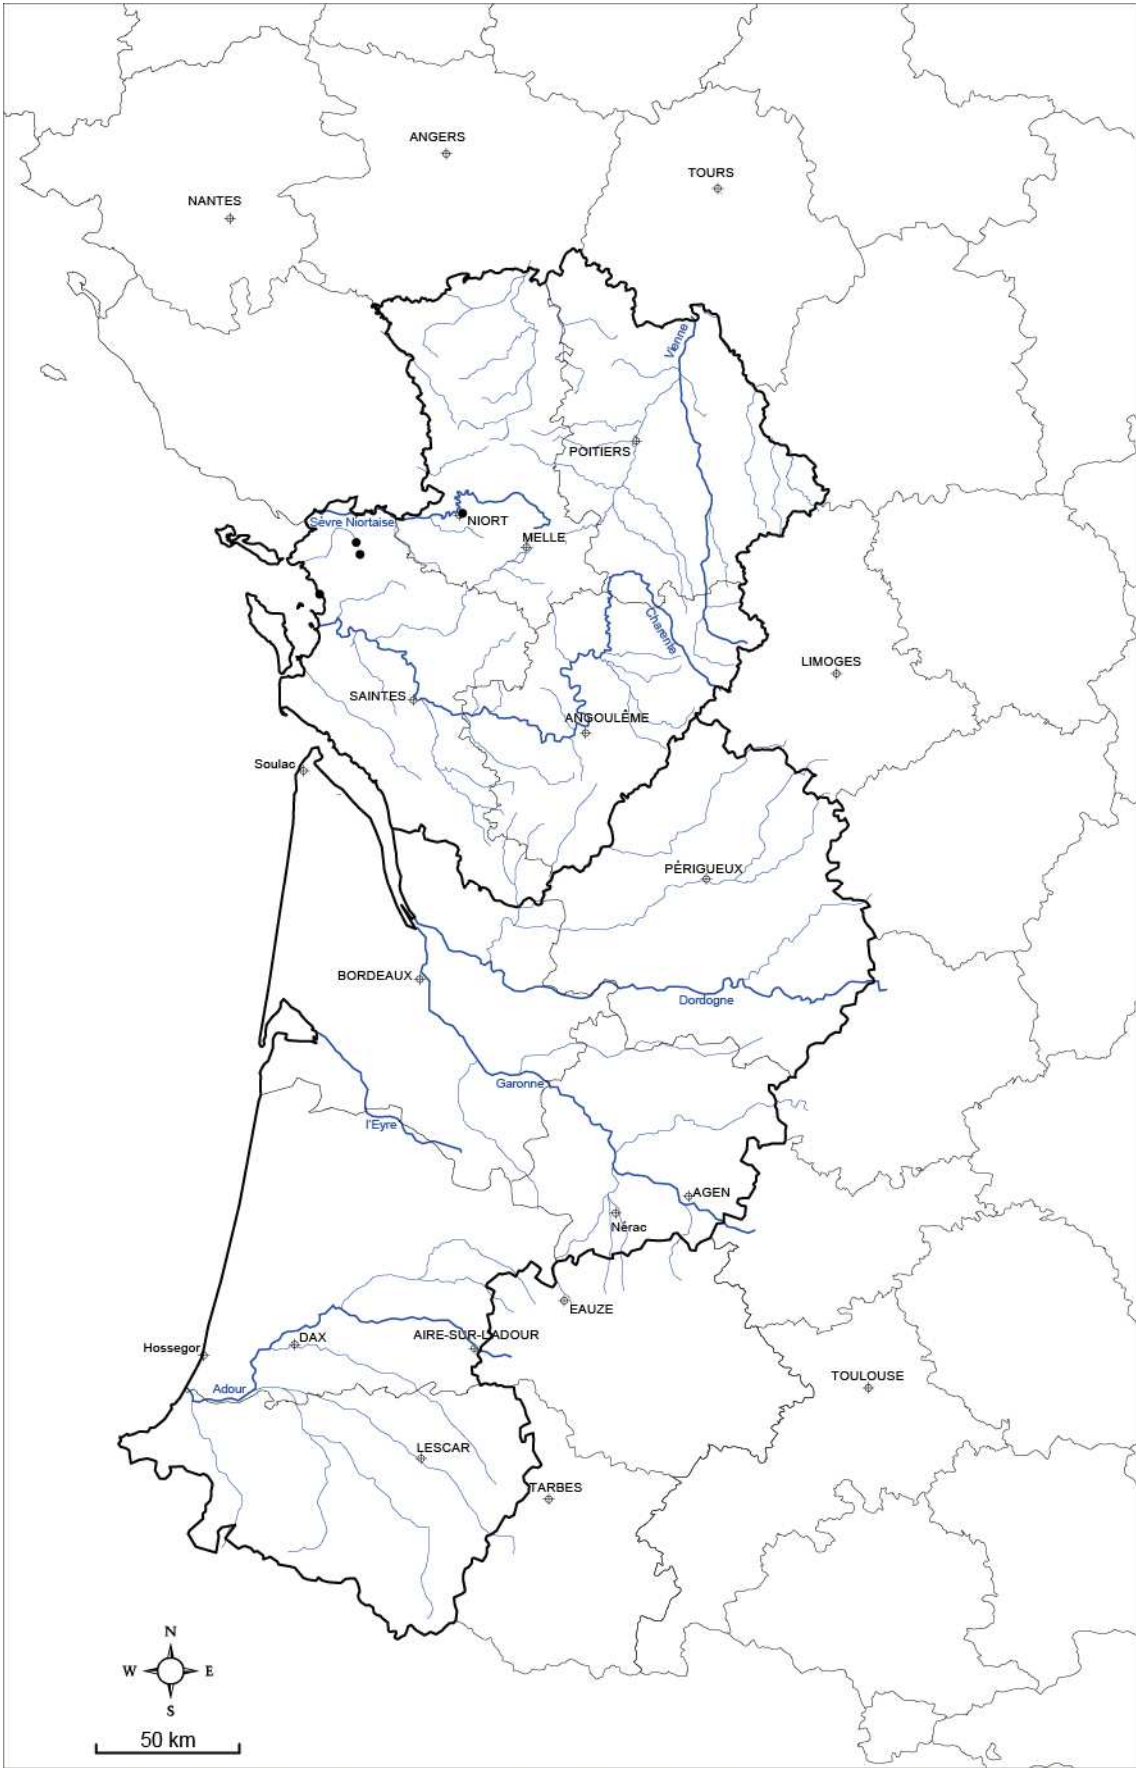 ANGERS
TOURS
NANTES
Vienne
POITIERS
Sèvre Niortaise
NIORT
MELLE
Charente
LIMOGES
SAINTES
ANGOULÊME
Soulac
PÉRIGUEUX
BORDEAUX
Dordogne
Garonne
l'Eyre
AGEN
Nérac
EAUZE
AIRE-SUR-L'ADOUR
DAX
Hossegor
TOULOUSE
Adour
LESCAR
TARBES
N
W E
S
50 km